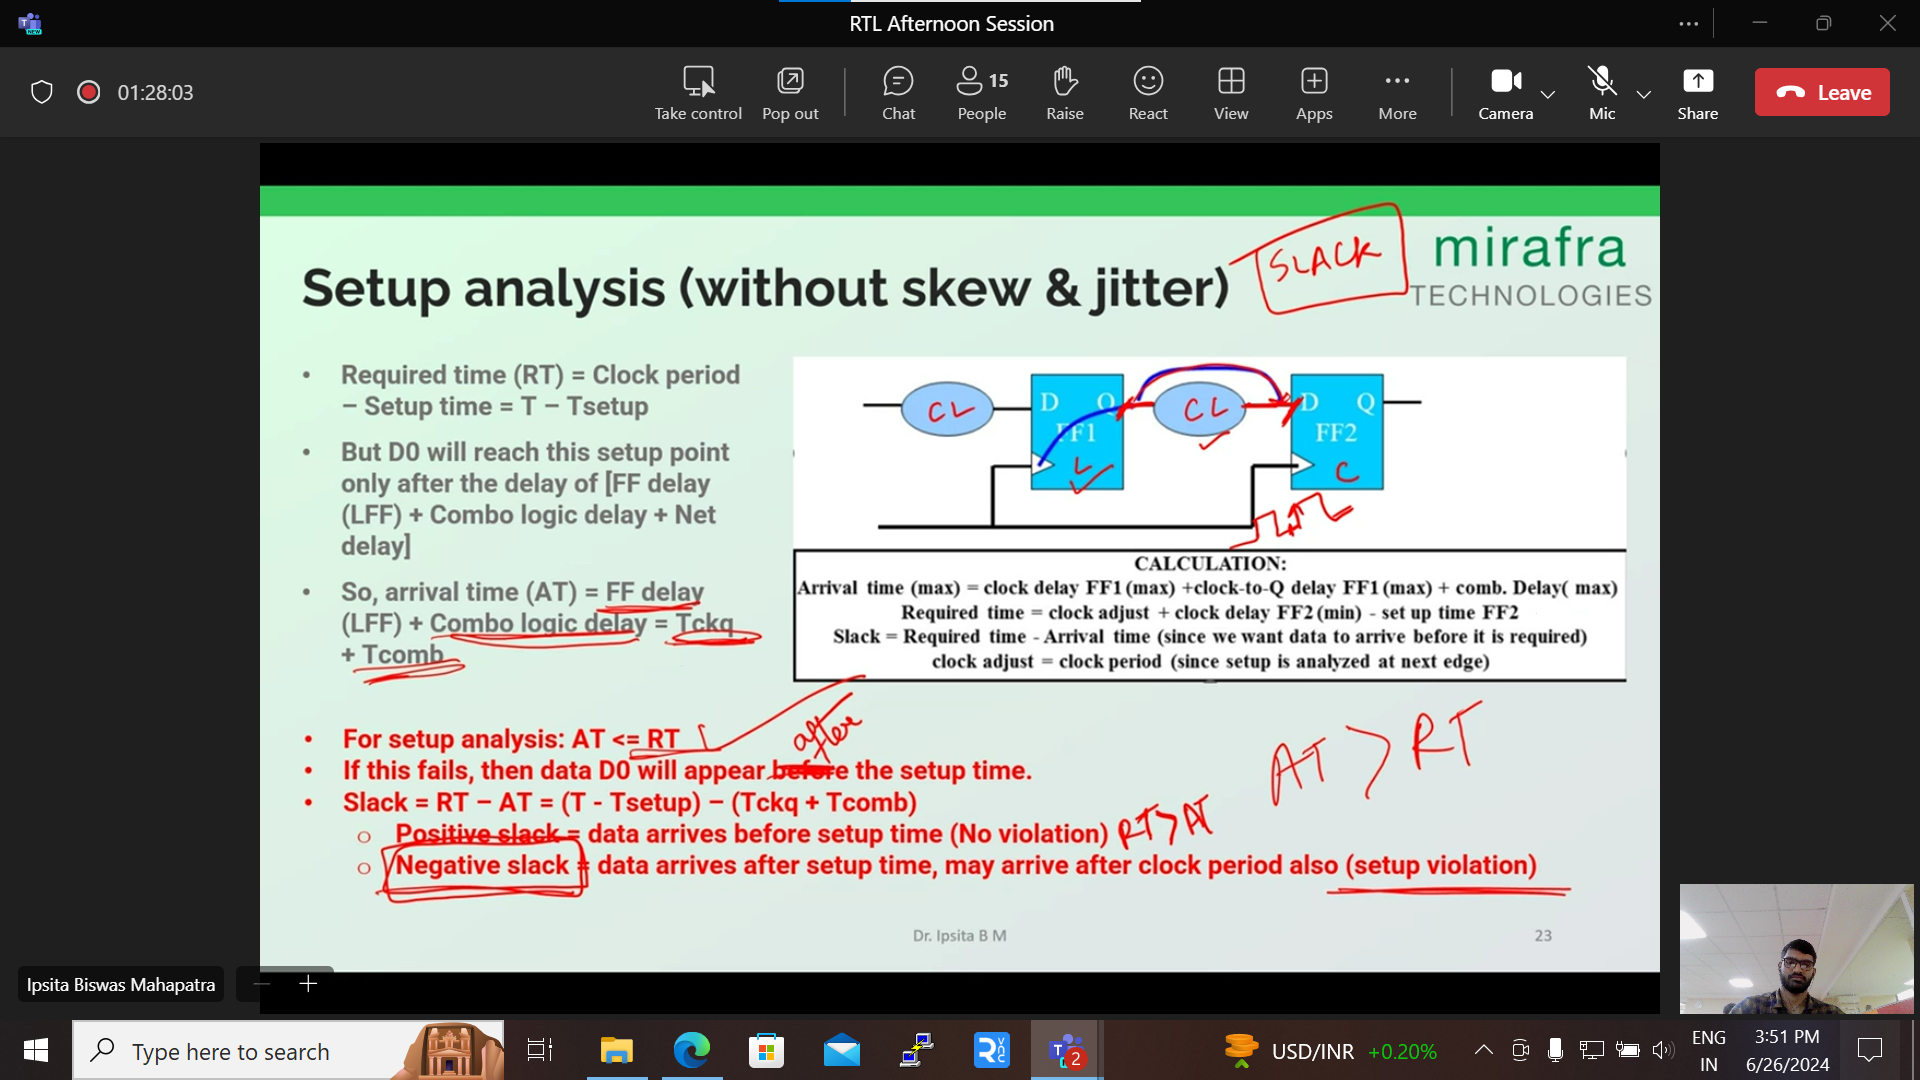 RTL Afternoon Session
01:28:03
Take control
Pop out
Chat
15
People
Raise
React
View
Apps
More
Camera
Mic
Share
Leave
mirafra
TECHNOLOGIES
SLACK
Setup analysis (without skew & jitter)
• Required time (RT) = Clock period
– Setup time = T – Tsetup
• But D0 will reach this setup point
only after the delay of [FF delay
(LFF) + Combo logic delay + Net
delay]
• So, arrival time (AT) = FF delay
(LFF) + Combo logic delay = Tckq
+ Tcomb
CL
D Q
FF1
L
CL
D Q
FF2
C
CALCULATION:
Arrival time (max) = clock delay FF1 (max) +clock-to-Q delay FF1 (max) + comb. Delay( max)
Required time = clock adjust + clock delay FF2 (min) - set up time FF2
Slack = Required time - Arrival time (since we want data to arrive before it is required)
clock adjust = clock period (since setup is analyzed at next edge)
• For setup analysis: AT <= RT
after
• If this fails, then data D0 will appear before the setup time.
AT > RT
• Slack = RT – AT = (T - Tsetup) – (Tckq + Tcomb)
o Positive slack = data arrives before setup time (No violation) RT > AT
o Negative slack = data arrives after setup time, may arrive after clock period also (setup violation)
Dr. Ipsita B M
23
Ipsita Biswas Mahapatra
Type here to search
NEW
2
USD/INR +0.20%
ENG
IN
3:51 PM
6/26/2024